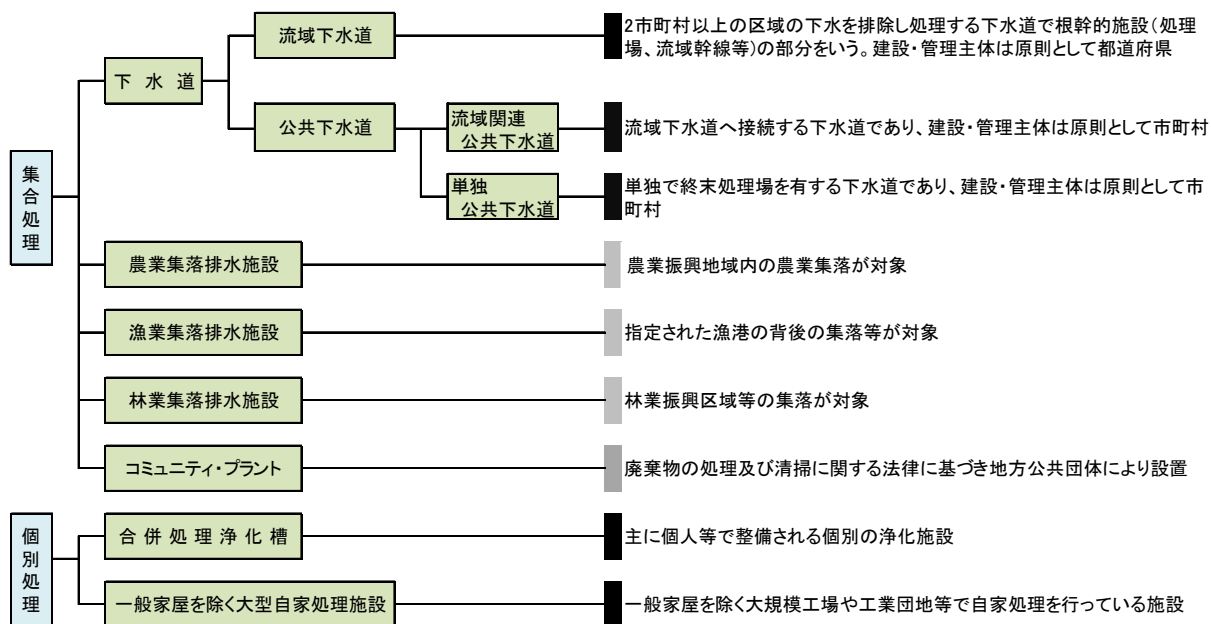 流域下水道
2市町村以上の区域の下水を排除し処理する下水道で根幹的施設(処理
場、流域幹線等)の部分をいう。建設・管理主体は原則として都道府県
下水道
公共下水道
流域関連
公共下水道
流域下水道へ接続する下水道であり、建設・管理主体は原則として市町村
集合処理
単独
公共下水道
単独で終末処理場を有する下水道であり、建設・管理主体は原則として市
町村
農業集落排水施設
農業振興地域内の農業集落が対象
漁業集落排水施設
指定された漁港の背後の集落等が対象
林業集落排水施設
林業振興区域等の集落が対象
コミュニティ・プラント
廃棄物の処理及び清掃に関する法律に基づき地方公共団体により設置
個別処理
合併処理浄化槽
主に個人等で整備される個別の浄化施設
一般家屋を除く大型自家処理施設
一般家屋を除く大規模工場や工業団地等で自家処理を行っている施設